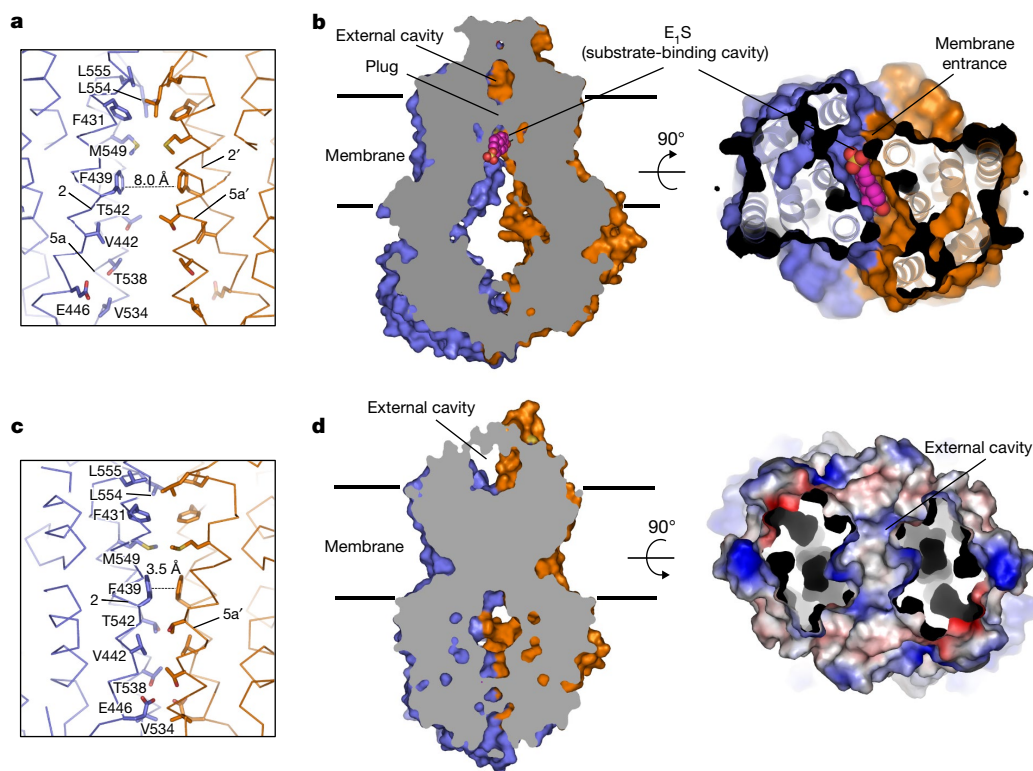 a
L555
L554
F431
M549
2′
F439
8.0 Å
2
5a′
T542
5a
V442
T538
E446
V534
b
External cavity
Plug
Membrane
E1S
(substrate-binding cavity)
Membrane
entrance
90°
c
L555
L554
F431
M549
3.5 Å
F439
2
5a′
T542
V442
T538
E446
V534
d
External cavity
Membrane
90°
External cavity